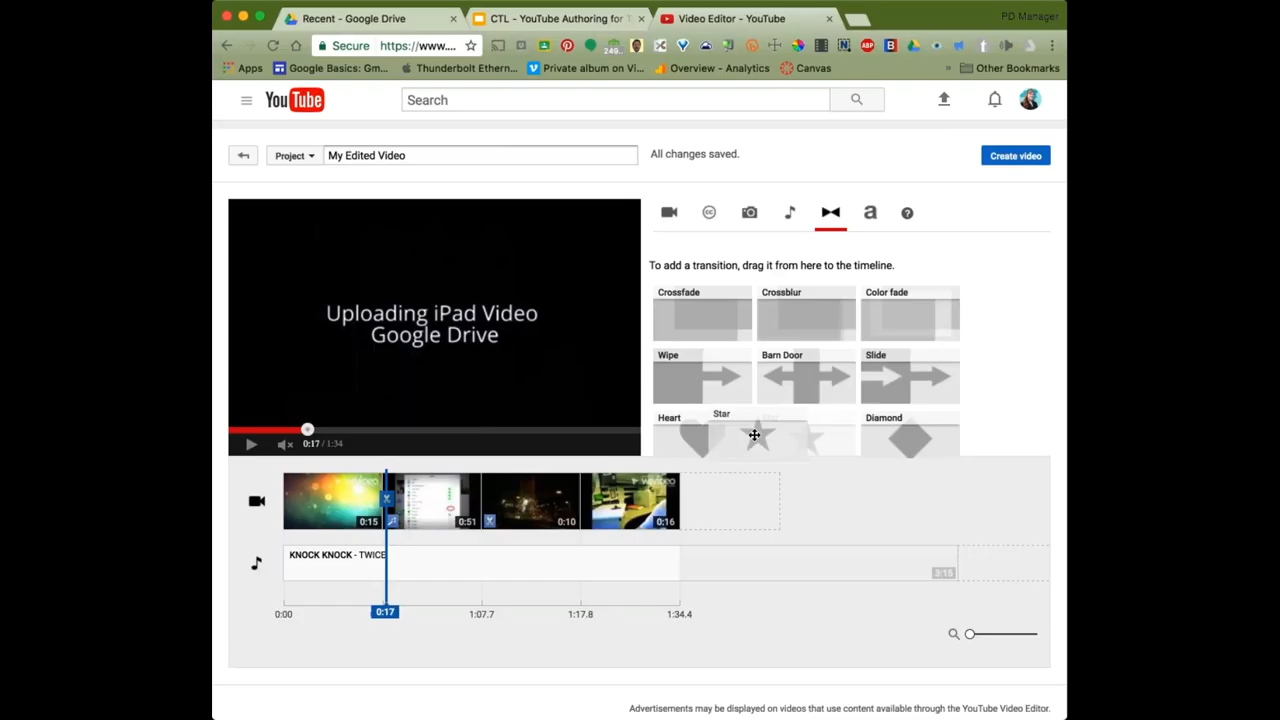 Recent - Google Drive
CTL - YouTube Authoring for T
Video Editor - YouTube
PD Manager
Secure
https://www....
Apps
Google Basics: Gm...
Thunderbolt Ethern...
Private album on Vi...
Overview - Analytics
Canvas
»
Other Bookmarks
YouTube
Search
Project
My Edited Video
All changes saved.
Create video
Uploading iPad Video
Google Drive
To add a transition, drag it from here to the timeline.
Crossfade
Crossblur
Color fade
Wipe
Barn Door
Slide
Heart
Star
Diamond
0:17 / 1:34
0:15
0:51
0:10
0:16
KNOCK KNOCK - TWICE
3:15
0:00
0:17
1:07.7
1:17.8
1:34.4
Advertisements may be displayed on videos that use content available through the YouTube Video Editor.